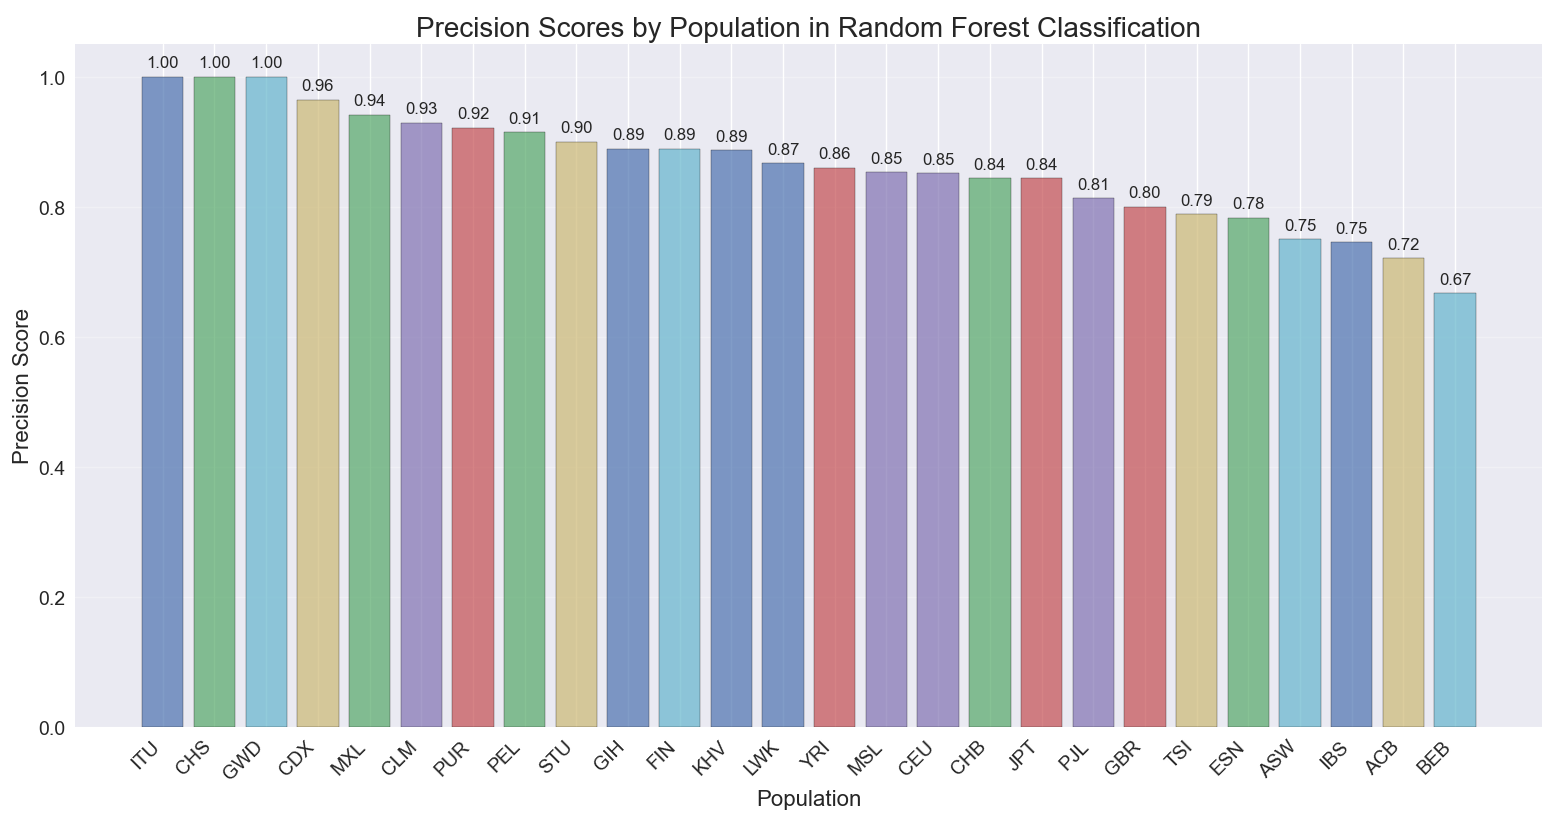 Precision Scores by Population in Random Forest Classification
1.00 1.00 1.00 0.96 0.94 0.93 0.92 0.91 0.90 0.89 0.89 0.89 0.87 0.86 0.85 0.85 0.84 0.84 0.81 0.80 0.79 0.78 0.75 0.75 0.72 0.67
Precision Score
1.0
0.8
0.6
0.4
0.2
0.0
ITU CHS GWD CDX MXL CLM PUR PEL STU GIH FIN KHV LWK YRI MSL CEU CHB JPT PJL GBR TSI ESN ASW IBS ACB BEB
Population